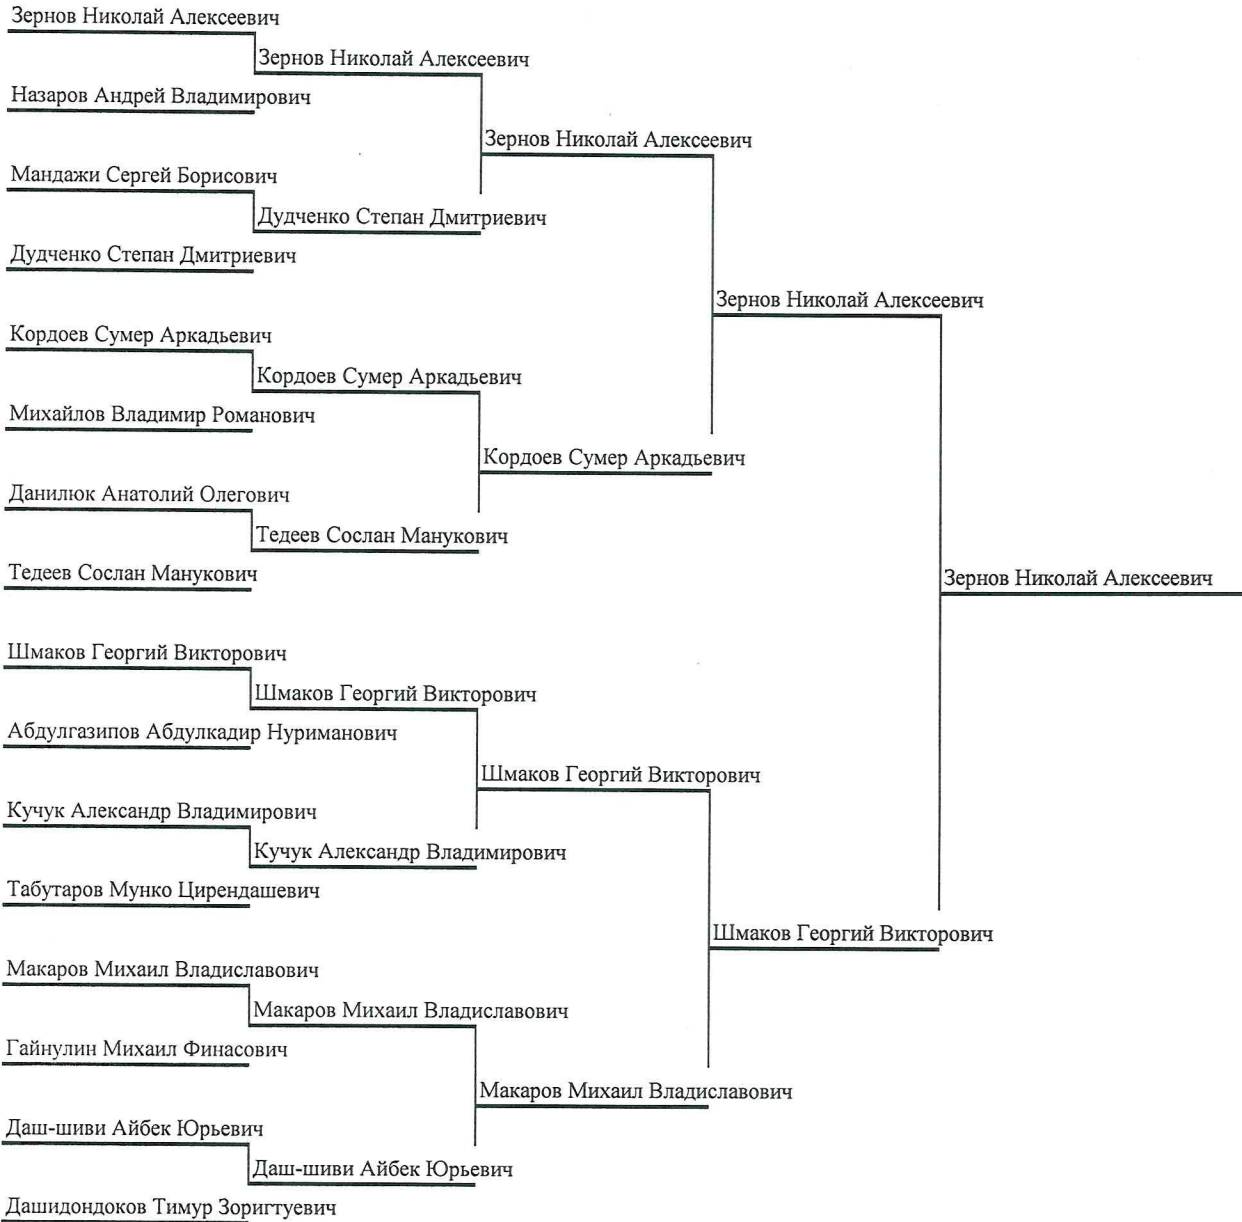 Зернов Николай Алексеевич
Зернов Николай Алексеевич
Назаров Андрей Владимирович
Зернов Николай Алексеевич
Мандажи Сергей Борисович
Дудченко Степан Дмитриевич
Дудченко Степан Дмитриевич
Зернов Николай Алексеевич
Кордоев Сумер Аркадьевич
Кордоев Сумер Аркадьевич
Михайлов Владимир Романович
Кордоев Сумер Аркадьевич
Данилюк Анатолий Олегович
Тедеев Сослан Манукович
Тедеев Сослан Манукович
Зернов Николай Алексеевич
Шмаков Георгий Викторович
Шмаков Георгий Викторович
Абдулгазипов Абдулкадир Нуриманович
Шмаков Георгий Викторович
Кучук Александр Владимирович
Кучук Александр Владимирович
Табутаров Мунко Цирендашевич
Шмаков Георгий Викторович
Макаров Михаил Владиславович
Макаров Михаил Владиславович
Гайнулин Михаил Финасович
Макаров Михаил Владиславович
Даш-шиви Айбек Юрьевич
Даш-шиви Айбек Юрьевич
Дашидондоков Тимур Зоригтуевич